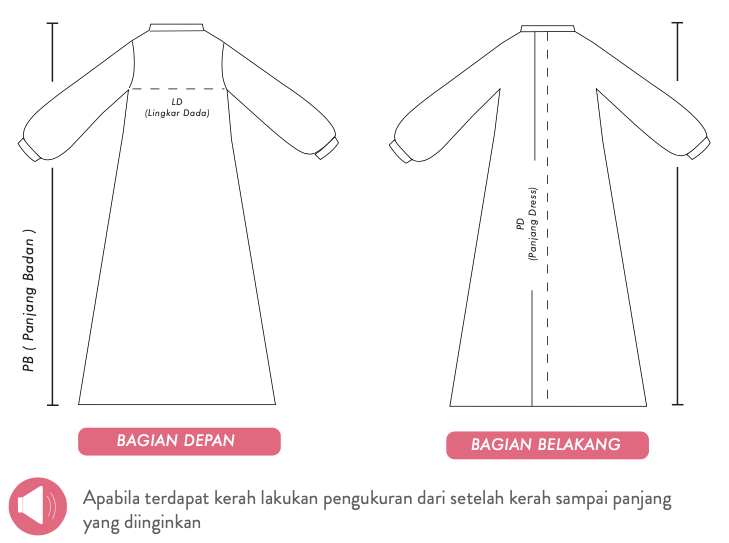 LD
(Lingkar Dada)
PB ( Panjang Badan )
PD
(Panjang Dress)
BAGIAN DEPAN
BAGIAN BELAKANG
Apabila terdapat kerah lakukan pengukuran dari setelah kerah sampai panjang
yang diinginkan